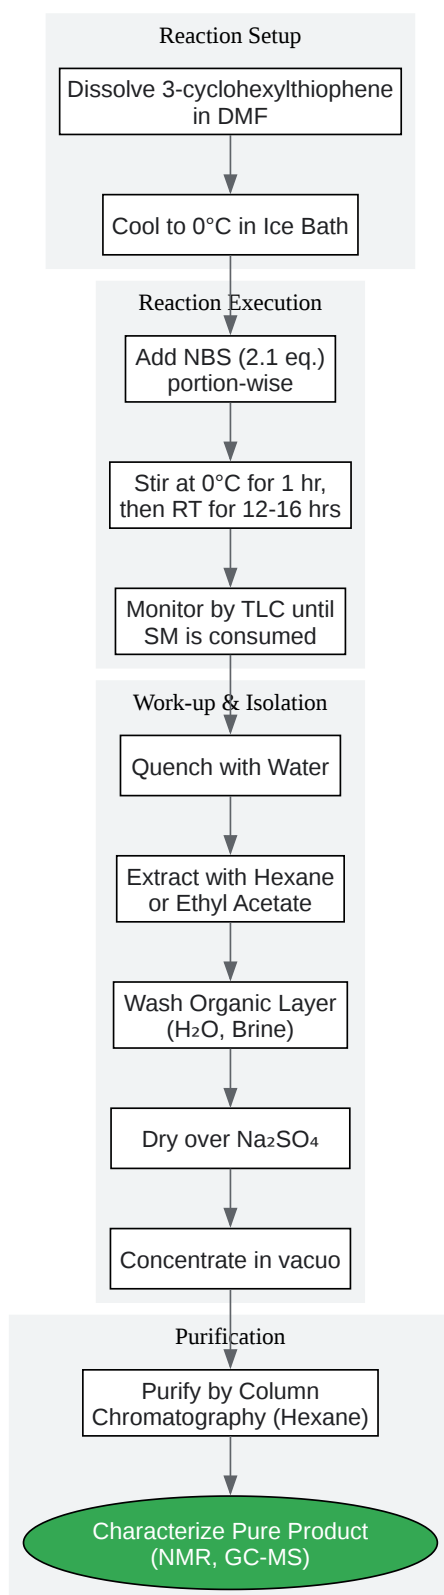 Reaction Setup
Dissolve 3-cyclohexylthiophene
in DMF
Cool to 0°C in Ice Bath
Reaction Execution
Add NBS (2.1 eq.)
portion-wise
Stir at 0°C for 1 hr,
then RT for 12-16 hrs
Monitor by TLC until
SM is consumed
Work-up & Isolation
Quench with Water
Extract with Hexane
or Ethyl Acetate
Wash Organic Layer
(H₂O, Brine)
Dry over Na₂SO₄
Concentrate in vacuo
Purification
Purify by Column
Chromatography (Hexane)
Characterize Pure Product
(NMR, GC-MS)